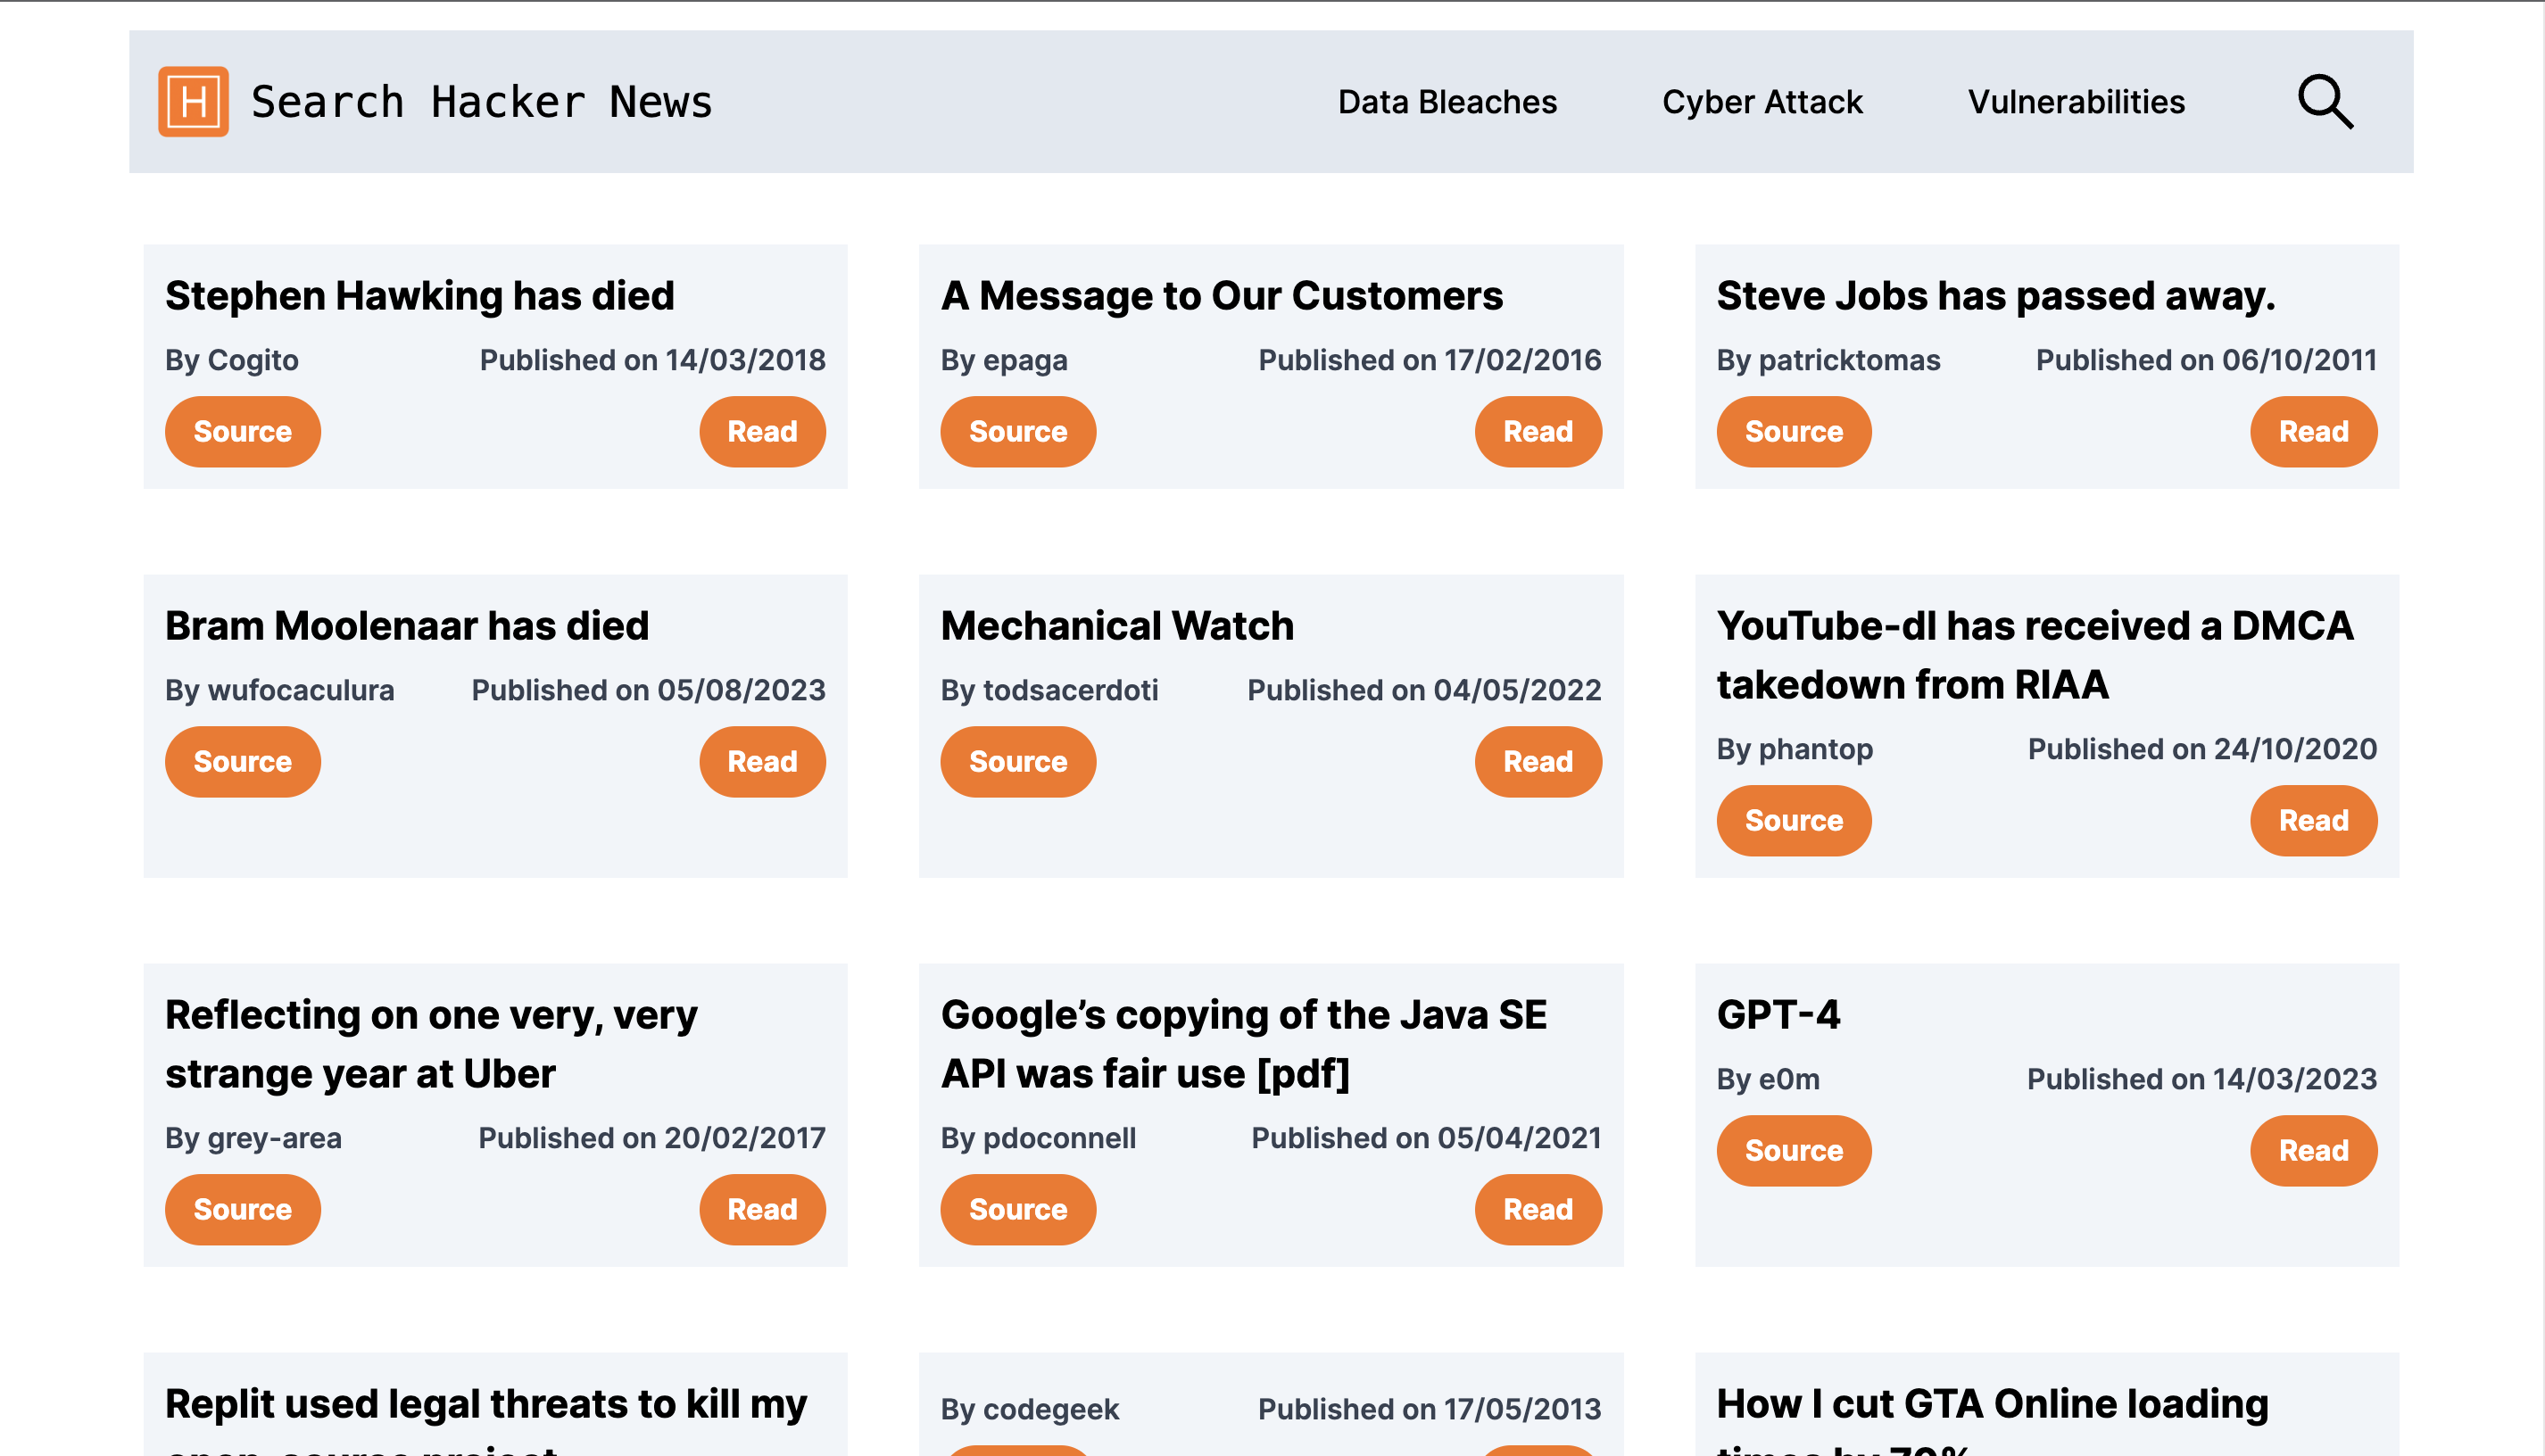 H Search Hacker News
Data Bleaches Cyber Attack Vulnerabilities
Stephen Hawking has died
By Cogito Published on 14/03/2018
Source Read
A Message to Our Customers
By epaga Published on 17/02/2016
Source Read
Steve Jobs has passed away.
By patricktomas Published on 06/10/2011
Source Read
Bram Moolenaar has died
By wufocaculura Published on 05/08/2023
Source Read
Mechanical Watch
By todsacerdoti Published on 04/05/2022
Source Read
YouTube-dl has received a DMCA
takedown from RIAA
By phantop Published on 24/10/2020
Source Read
Reflecting on one very, very
strange year at Uber
By grey-area Published on 20/02/2017
Source Read
Google’s copying of the Java SE
API was fair use [pdf]
By pdoconnell Published on 05/04/2021
Source Read
GPT-4
By e0m Published on 14/03/2023
Source Read
Replit used legal threats to kill my
open-source project
By codegeek Published on 17/05/2013
How I cut GTA Online loading
times by 70%